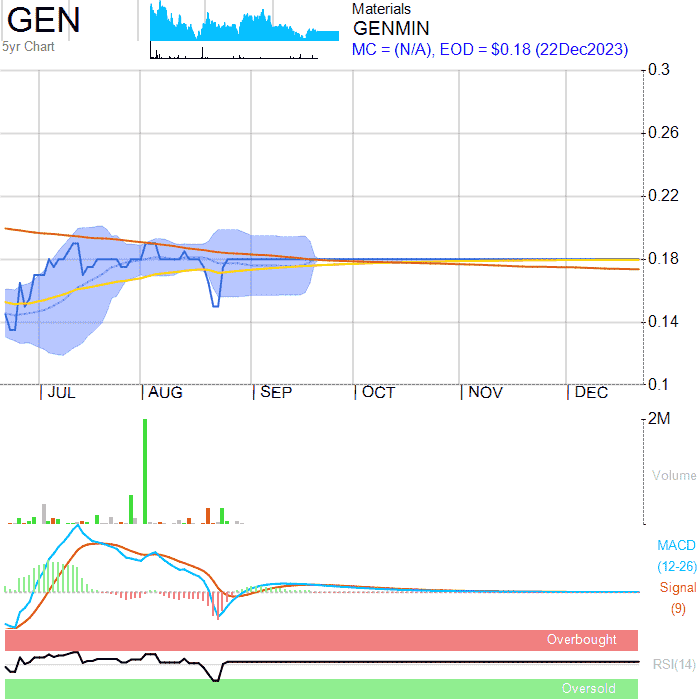 GEN
5yr Chart
Materials
GENMIN
MC = (N/A), EOD = $0.18 (22Dec2023)
0.3
0.26
0.22
0.18
0.14
0.1
JUL AUG SEP OCT NOV DEC
2M
Volume
MACD
(12-26)
Signal
(9)
Overbought
RSI(14)
Oversold